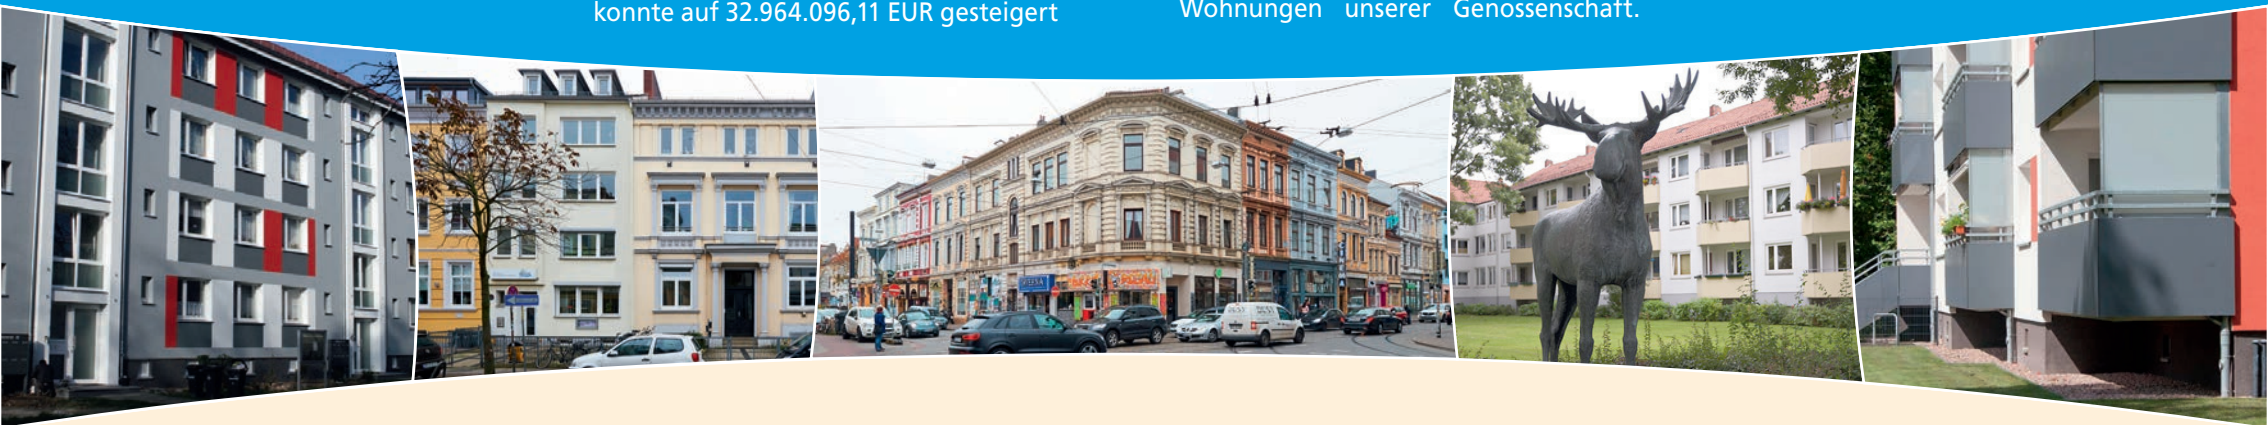 konnte auf 32.964.096,11 EUR gesteigert
Wohnungen unserer Genossenschaft.